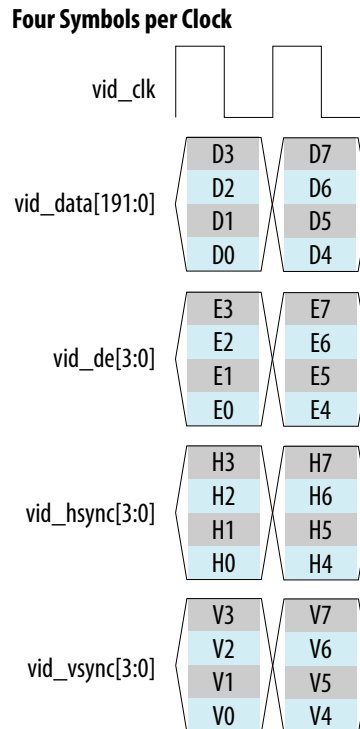 Four Symbols per Clock
vid_clk
D3 D7
D2 D6
vid_data[191:0]
D1 D5
D0 D4
E3 E7
E2 E6
vid_de[3:0]
E1 E5
E0 E4
H3 H7
H2 H6
vid_hsync[3:0]
H1 H5
H0 H4
V3 V7
V2 V6
vid_vsync[3:0]
V1 V5
V0 V4